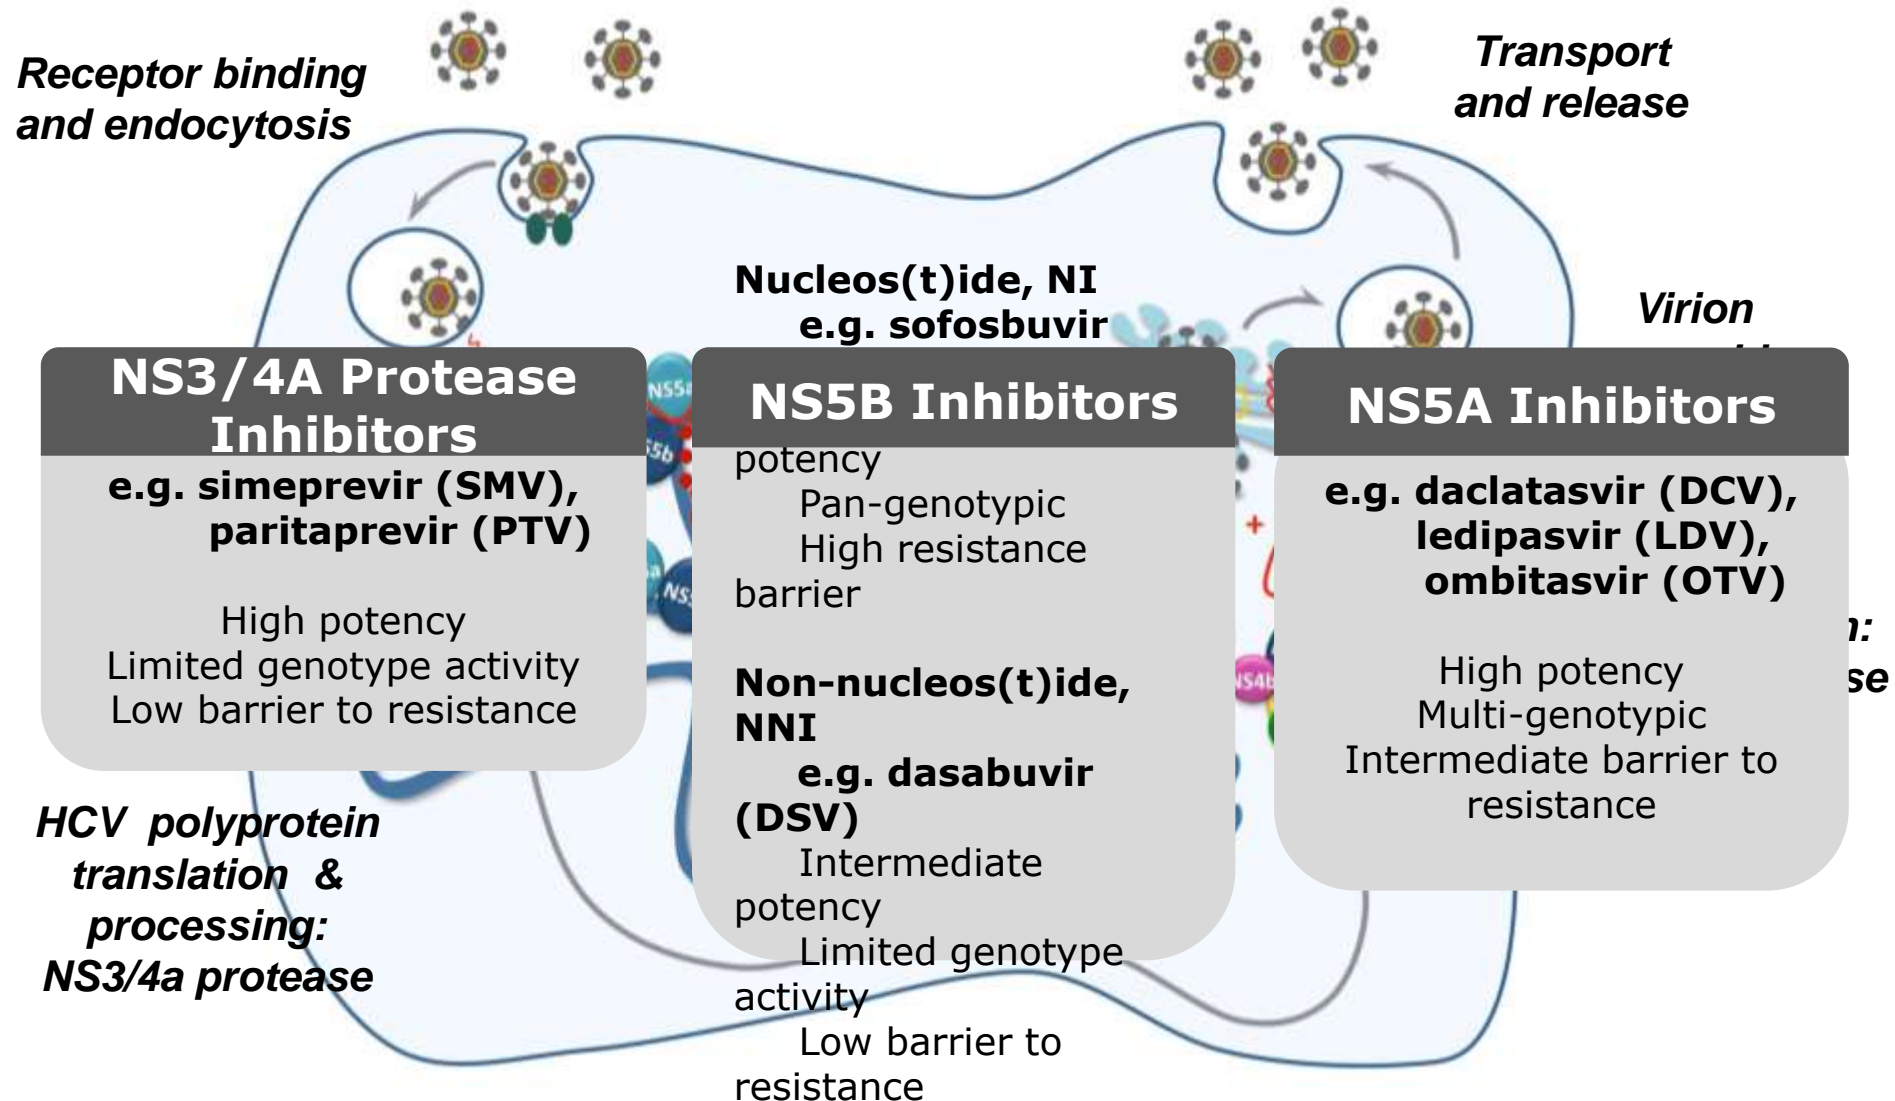 Receptor binding
and endocytosis
Transport
and release
Virion
Nucleos(t)ide, NI
e.g. sofosbuvir
NS3/4A Protease
Inhibitors
e.g. simeprevir (SMV),
paritaprevir (PTV)
High potency
Limited genotype activity
Low barrier to resistance
NS5B Inhibitors
potency
Pan-genotypic
High resistance
barrier
Non-nucleos(t)ide,
NNI
e.g. dasabuvir
(DSV)
Intermediate
potency
Limited genotype
activity
Low barrier to
resistance
NS5A Inhibitors
e.g. daclatasvir (DCV),
ledipasvir (LDV),
ombitasvir (OTV)
High potency
Multi-genotypic
Intermediate barrier to
resistance
HCV polyprotein
translation &
processing:
NS3/4a protease
NS5a
NS4b
+